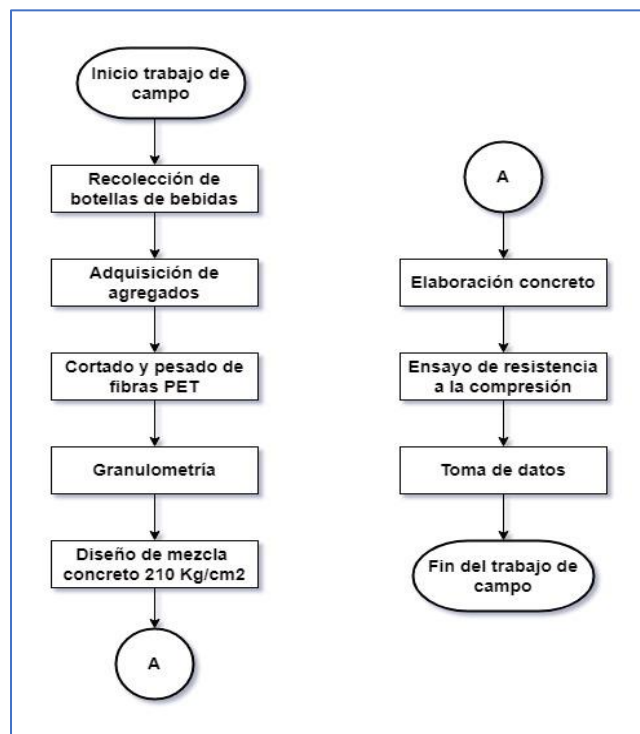 Inicio trabajo de
campo
Recolección de
botellas de bebidas
Adquisición de
agregados
Cortado y pesado de
fibras PET
Granulometría
Diseño de mezcla
concreto 210 Kg/cm2
A
A
Elaboración concreto
Ensayo de resistencia
a la compresión
Toma de datos
Fin del trabajo de
campo